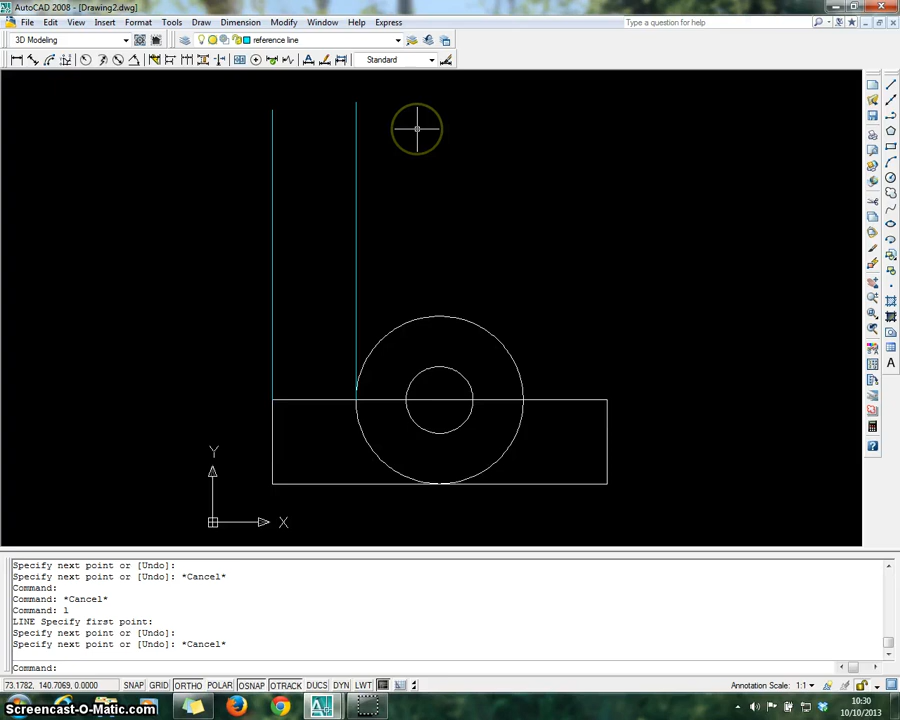 AutoCAD 2008 - [Drawing2.dwg]
File Edit View Insert Format Tools Draw Dimension Modify Window Help Express
Type a question for help
3D Modeling
reference line
Standard
A
Y
X
Specify next point or [Undo]:
Specify next point or [Undo]: *Cancel*
Command:
Command: *Cancel*
Command: l
LINE Specify first point:
Specify next point or [Undo]:
Specify next point or [Undo]: *Cancel*
Command:
73.1782, 140.7069, 0.0000 SNAP GRID ORTHO POLAR OSNAP OTRACK DUCS DYN LWT Annotation Scale: 1:1
Screencast-O-Matic.com
10:30
10/10/2013